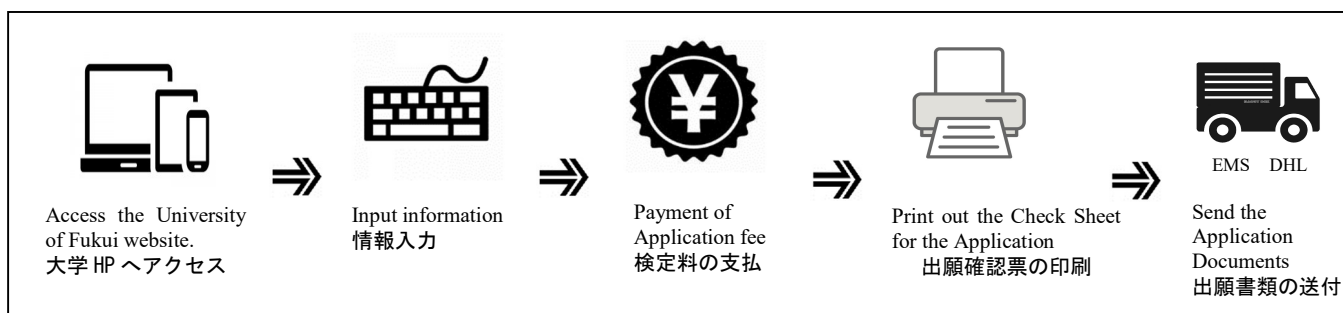 Access the University
of Fukui website.
大学 HP へアクセス
Input information
情報入力
¥
Payment of
Application fee
検定料の支払
Print out the Check Sheet
for the Application
出願確認票の印刷
EMS DHL
Send the
Application
Documents
出願書類の送付